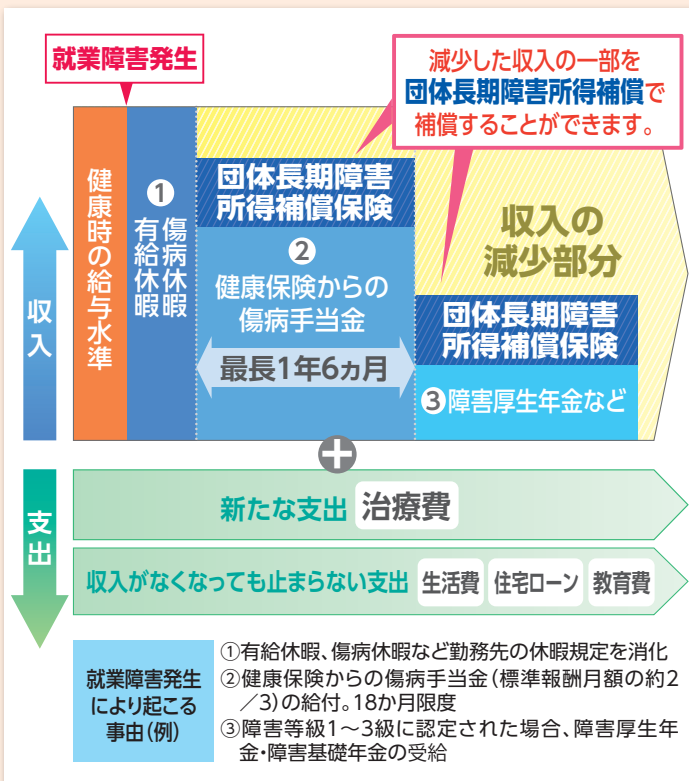 就業障害発生
減少した収入の一部を
団体長期障害所得補償で
補償することができます。
収入
健康時の給与水準
①
傷病休暇
有給休暇
団体長期障害
所得補償保険
②
健康保険からの
傷病手当金
最長1年6ヵ月
収入の
減少部分
団体長期障害
所得補償保険
③障害厚生年金など
+
支出
新たな支出 治療費
収入がなくなっても止まらない支出 生活費 住宅ローン 教育費
就業障害発生
により起こる
事由(例)
①有給休暇、傷病休暇など勤務先の休暇規定を消化
②健康保険からの傷病手当金(標準報酬月額の約2
/3)の給付。18か月限度
③障害等級1~3級に認定された場合、障害厚生年
金・障害基礎年金の受給